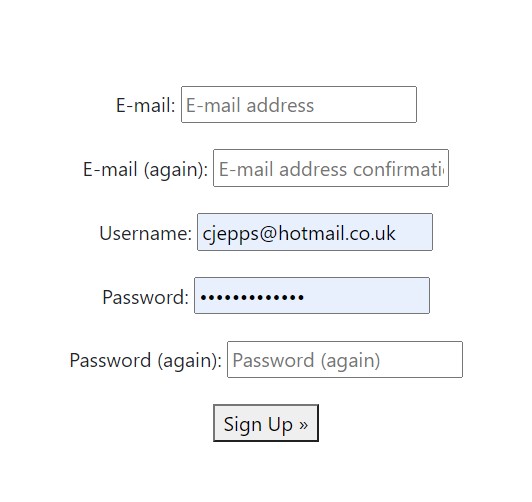 E-mail: E-mail address
E-mail (again): E-mail address confirmati
Username: cjepps@hotmail.co.uk
Password: •••••••••••••
Password (again): Password (again)
Sign Up »